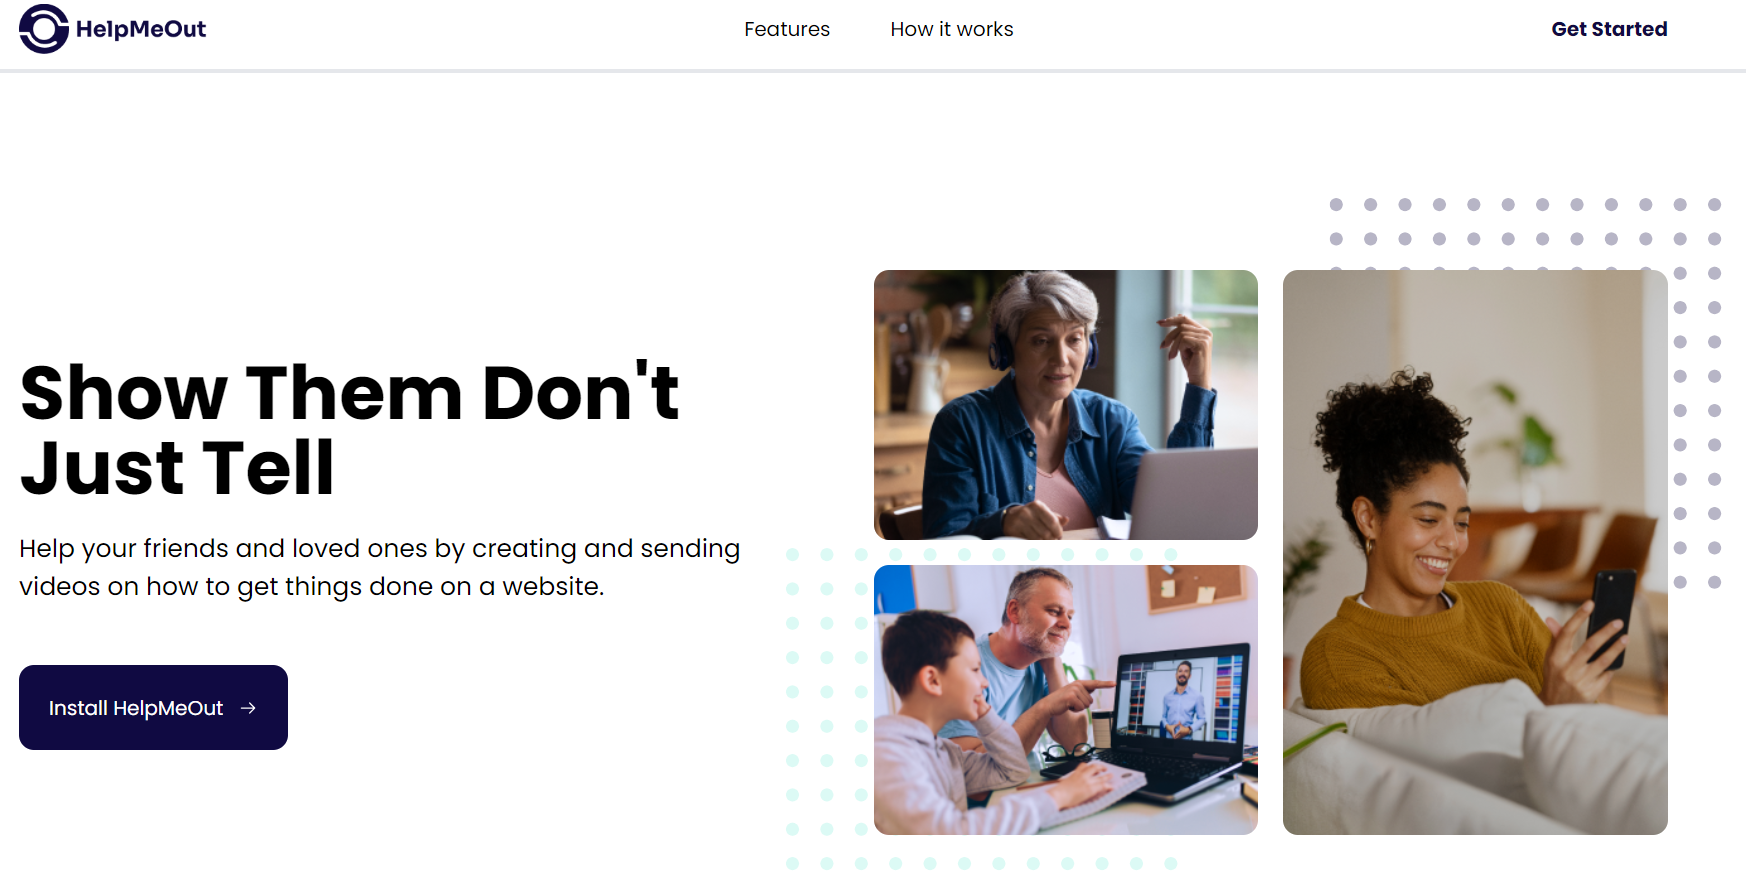 HelpMeOut
Features
How it works
Get Started
Show Them Don't
Just Tell
Help your friends and loved ones by creating and sending
videos on how to get things done on a website.
Install HelpMeOut →